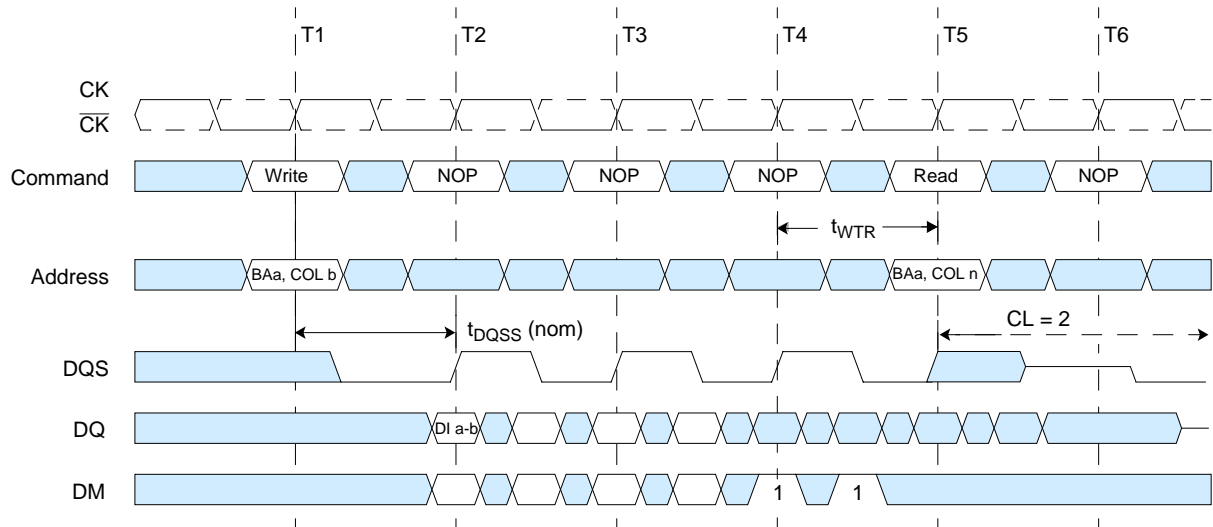 T1 T2 T3 T4 T5 T6
CK
CK
Command Write NOP NOP NOP Read NOP
tWTR
Address BAa, COL b BAa, COL n
tDQSS (nom) CL = 2
DQS
DQ DI a-b
DM 1 1